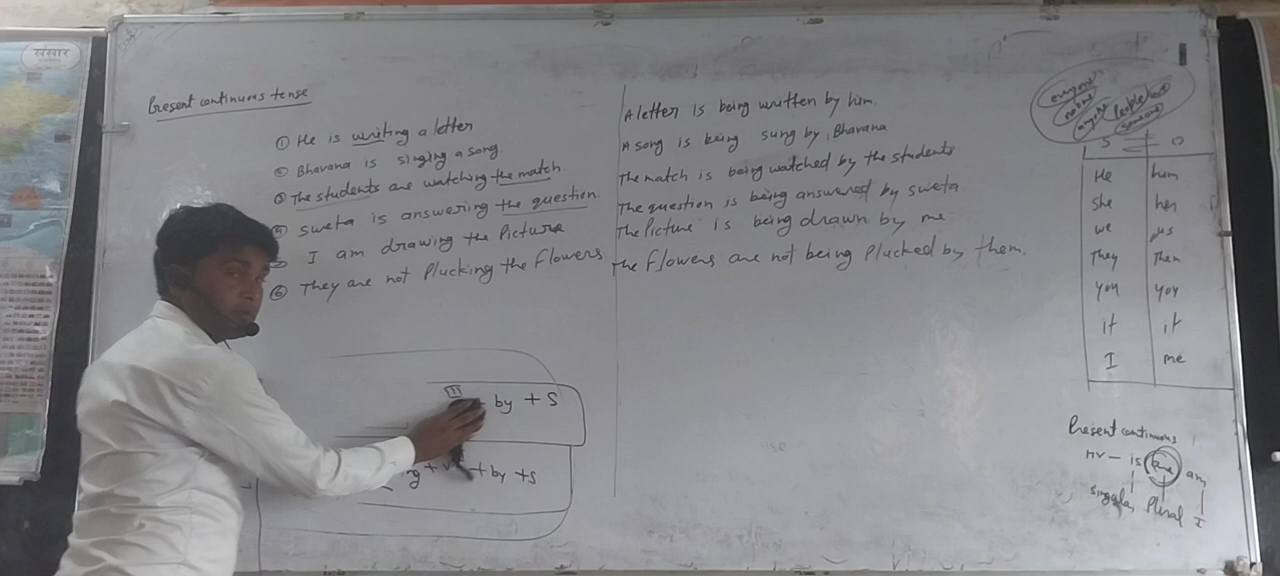 संस्कार
Present continuous tense
① He is writing a letter
② Bhavana is singing a song
③ The students are watching the match.
④ Sweta is answering the question.
I am drawing the Picture
⑥ They are not Plucking the flowers
A letter is being written by him.
A song is being sung by Bhavana
The match is being watched by the students
The question is being answered by sweta
The Picture is being drawn by me.
The flowers are not being Plucked by them.
by + S
+ by + S
everyone
People
someone
S O
He him
She her
we us
They Them
you you
it it
I me
Present continuous
HV – is are am
singular Plural I